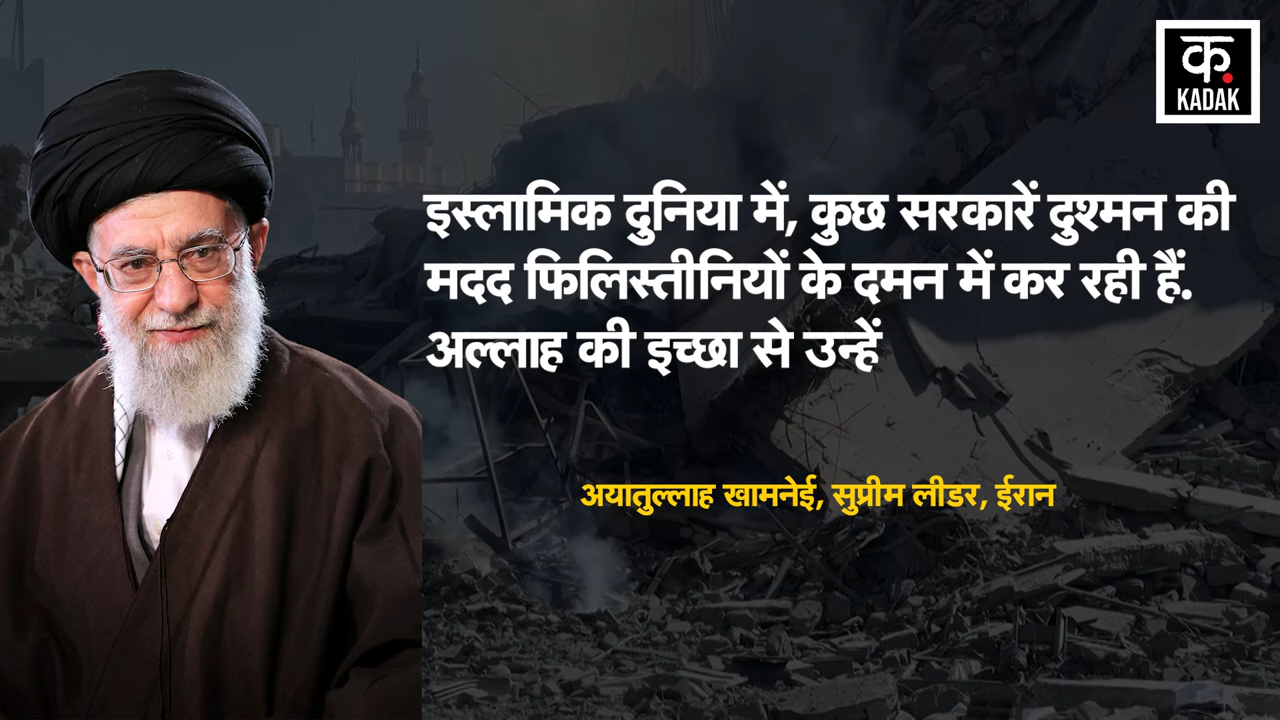 क.
KADAK
इस्लामिक दुनिया में, कुछ सरकारें दुश्मन की
मदद फिलिस्तीनियों के दमन में कर रही हैं.
अल्लाह की इच्छा से उन्हें
अयातुल्लाह खामनेई, सुप्रीम लीडर, ईरान